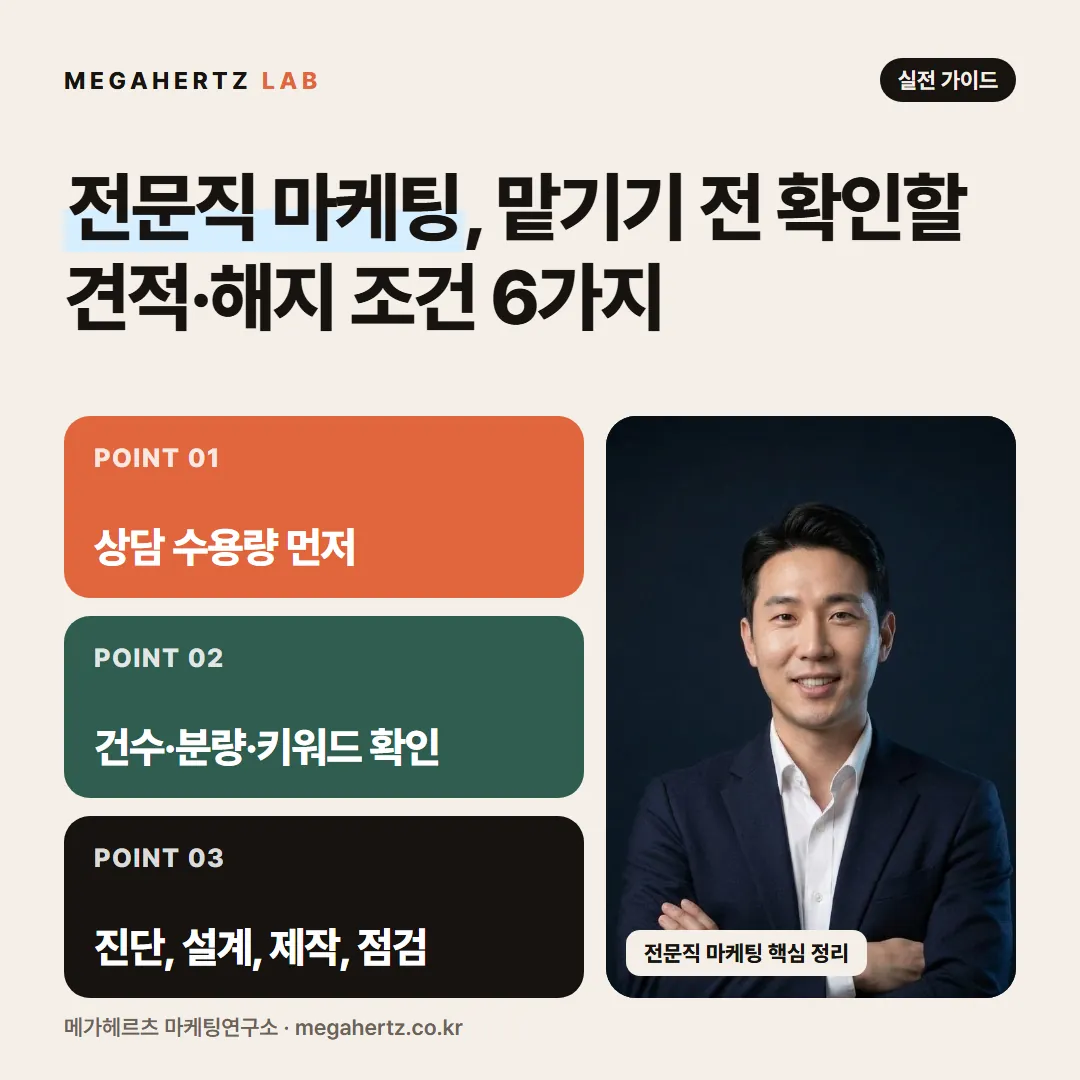 MEGAHERTZ LAB
실전 가이드
전문직 마케팅, 맡기기 전 확인할
견적·해지 조건 6가지
POINT 01
상담 수용량 먼저
POINT 02
건수·분량·키워드 확인
POINT 03
진단, 설계, 제작, 점검
전문직 마케팅 핵심 정리
메가헤르츠 마케팅연구소 · megahertz.co.kr